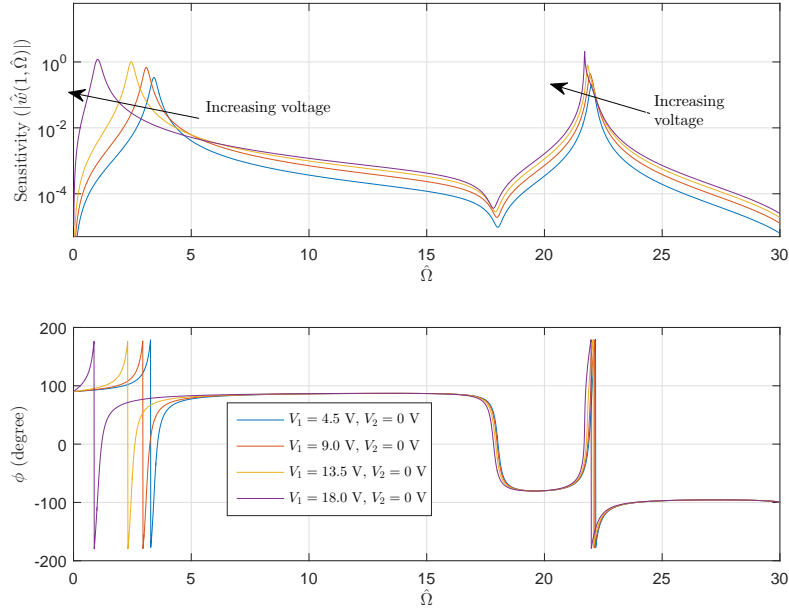 Sensitivity (|ŵ(1, Ω̂)|)
10⁰
10⁻²
10⁻⁴
Increasing voltage
Increasing
voltage
0 5 10 15 20 25 30
Ω̂
ϕ (degree)
200
100
0
-100
-200
V₁ = 4.5 V, V₂ = 0 V
V₁ = 9.0 V, V₂ = 0 V
V₁ = 13.5 V, V₂ = 0 V
V₁ = 18.0 V, V₂ = 0 V
0 5 10 15 20 25 30
Ω̂